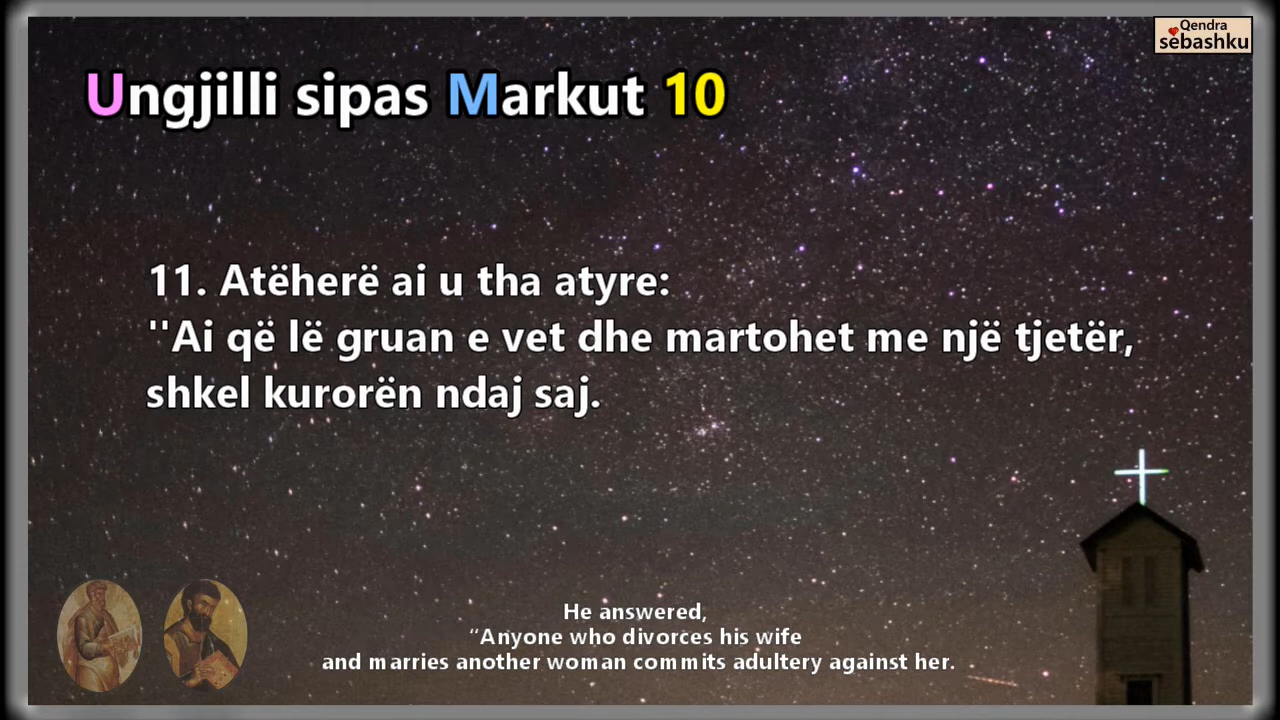 Qendra
sebashku
Ungjilli sipas Markut 10
11. Atëherë ai u tha atyre:
''Ai që lë gruan e vet dhe martohet me një tjetër,
shkel kurorën ndaj saj.
He answered,
“Anyone who divorces his wife
and marries another woman commits adultery against her.